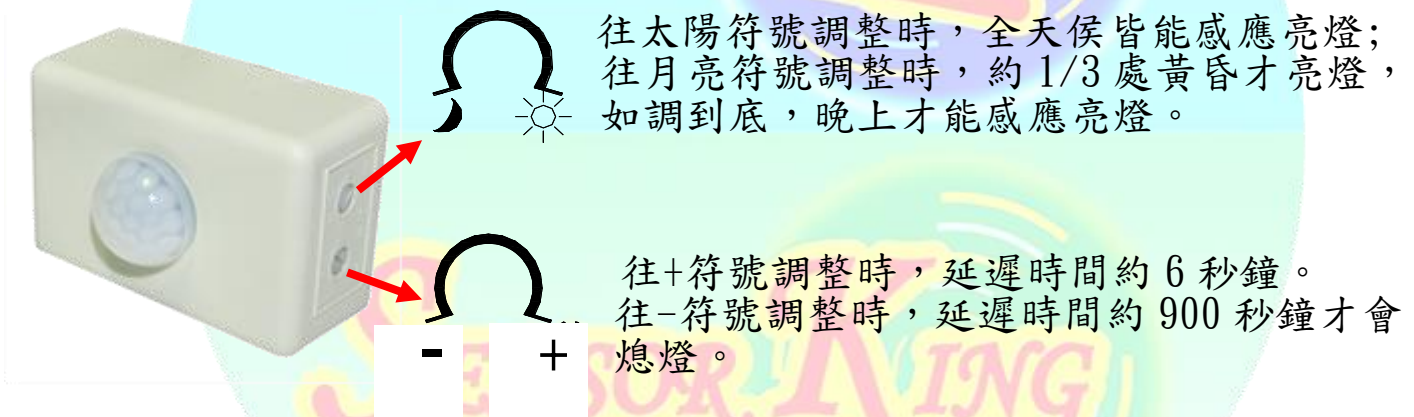 往太陽符號調整時，全天侯皆能感應亮燈;
往月亮符號調整時，約 1/3 處黃昏才亮燈，
如調到底，晚上才能感應亮燈。
往+符號調整時，延遲時間約 6 秒鐘。
往-符號調整時，延遲時間約 900 秒鐘才會
熄燈。
- +
SENSOR KING